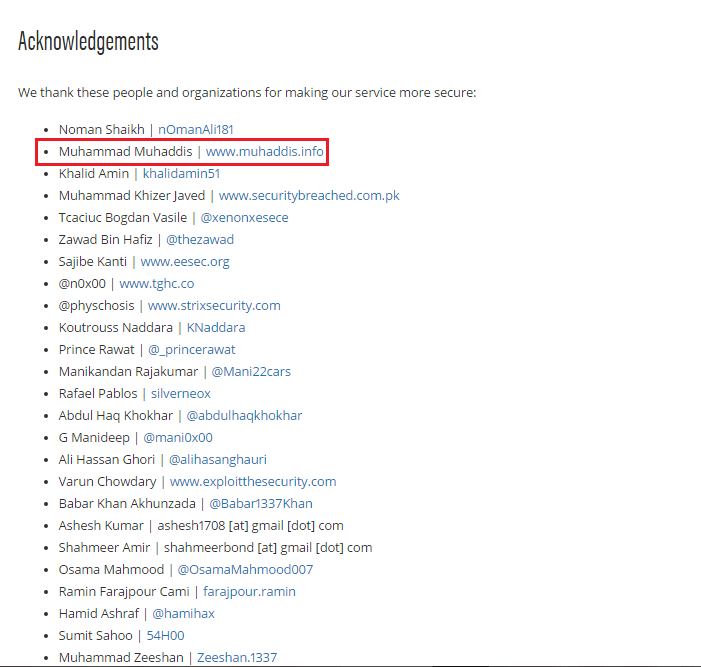 Acknowledgements
We thank these people and organizations for making our service more secure:
Noman Shaikh | nOmanAli181
Muhammad Muhaddis | www.muhaddis.info
Khalid Amin | khalidamin51
Muhammad Khizer Javed | www.securitybreached.com.pk
Tcaciuc Bogdan Vasile | @xenonxesece
Zawad Bin Hafiz | @thezawad
Sajibe Kanti | www.eesec.org
@n0x00 | www.tghc.co
@physchosis | www.strixsecurity.com
Koutrouss Naddara | KNaddara
Prince Rawat | @_princerawat
Manikandan Rajakumar | @Mani22cars
Rafael Pablos | silverneox
Abdul Haq Khokhar | @abdulhaqkhokhar
G Manideep | @mani0x00
Ali Hassan Ghori | @alihasanghauri
Varun Chowdary | www.exploitthesecurity.com
Babar Khan Akhunzada | @Babar1337Khan
Ashesh Kumar | ashesh1708 [at] gmail [dot] com
Shahmeer Amir | shahmeerbond [at] gmail [dot] com
Osama Mahmood | @OsamaMahmood007
Ramin Farajpour Cami | farajpour.ramin
Hamid Ashraf | @hamihax
Sumit Sahoo | 54H00
Muhammad Zeeshan | Zeeshan.1337